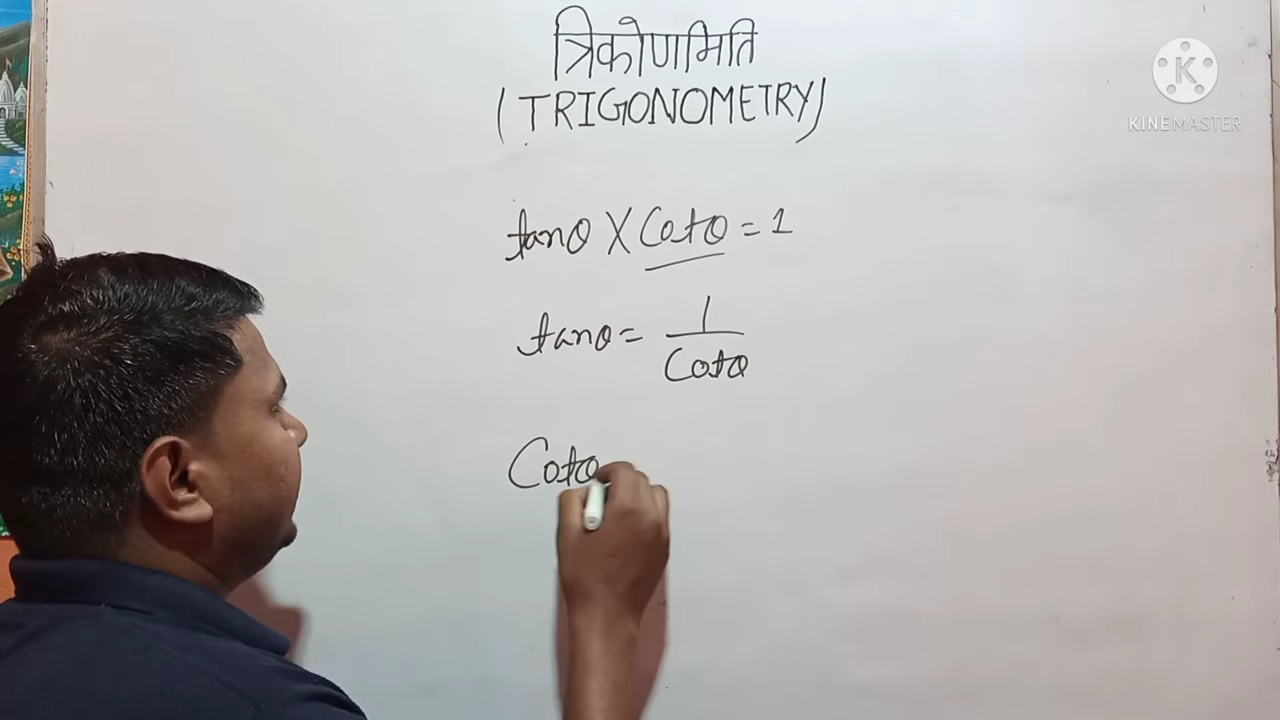 त्रिकोणमिति
(TRIGONOMETRY)
KINEMASTER
tanθ X Cotθ = 1
tanθ = 1/Cotθ
Cotθ